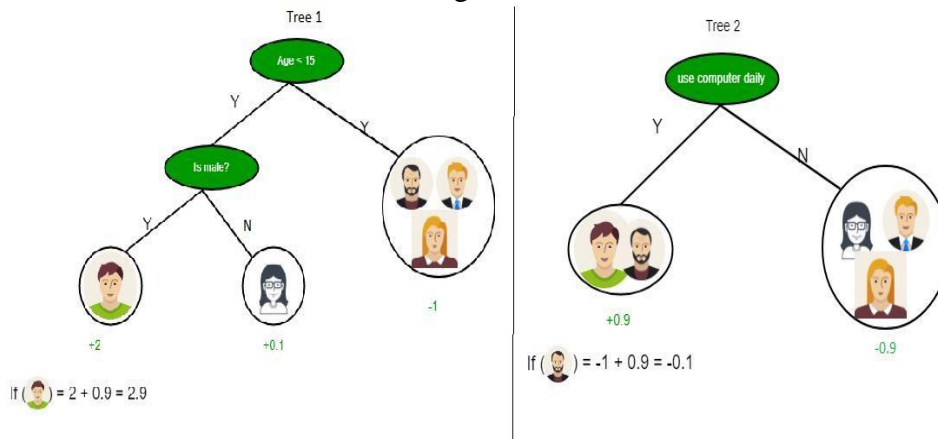 Tree 1
Age < 15
Y
Y
Is male?
Y
N
+2
+0.1
-1
If ( ) = 2 + 0.9 = 2.9
Tree 2
use computer daily
Y
N
+0.9
-0.9
If ( ) = -1 + 0.9 = -0.1